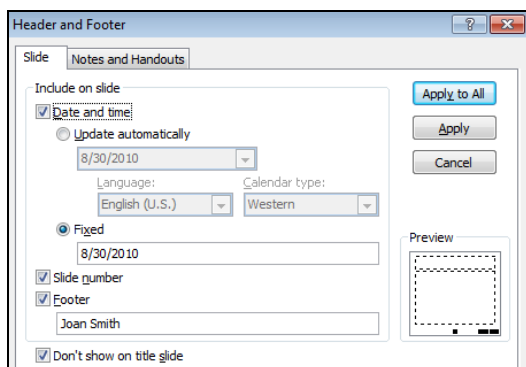 Header and Footer
Slide Notes and Handouts
Include on slide
Date and time
Update automatically
8/30/2010
Language: Calendar type:
English (U.S.) Western
Fixed
8/30/2010
Slide number
Footer
Joan Smith
Don't show on title slide
Apply to All
Apply
Cancel
Preview